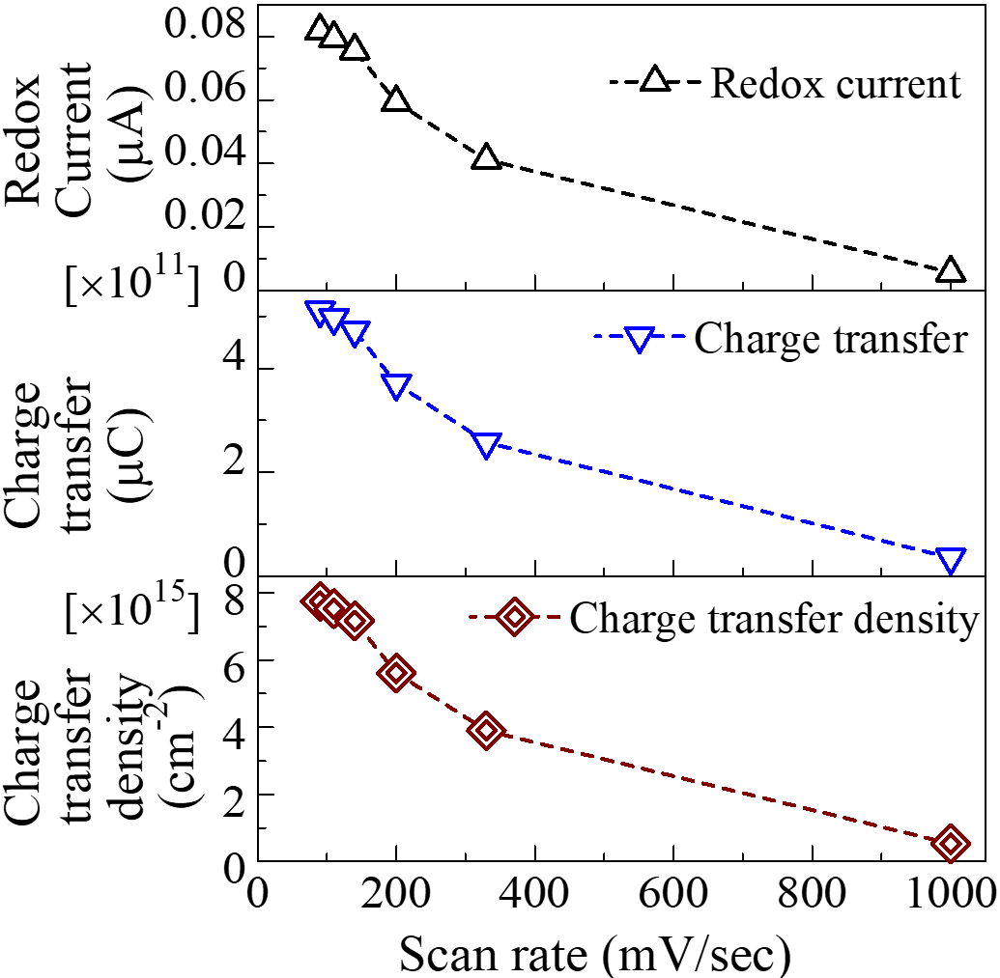 Redox
Current
(μA)
0.08
0.06
0.04
0.02
0
Redox current
[×10¹¹]
Charge
transfer
(μC)
4
2
0
Charge transfer
[×10¹⁵]
Charge
transfer
density
(cm⁻²)
8
6
4
2
0
Charge transfer density
0 200 400 600 800 1000
Scan rate (mV/sec)